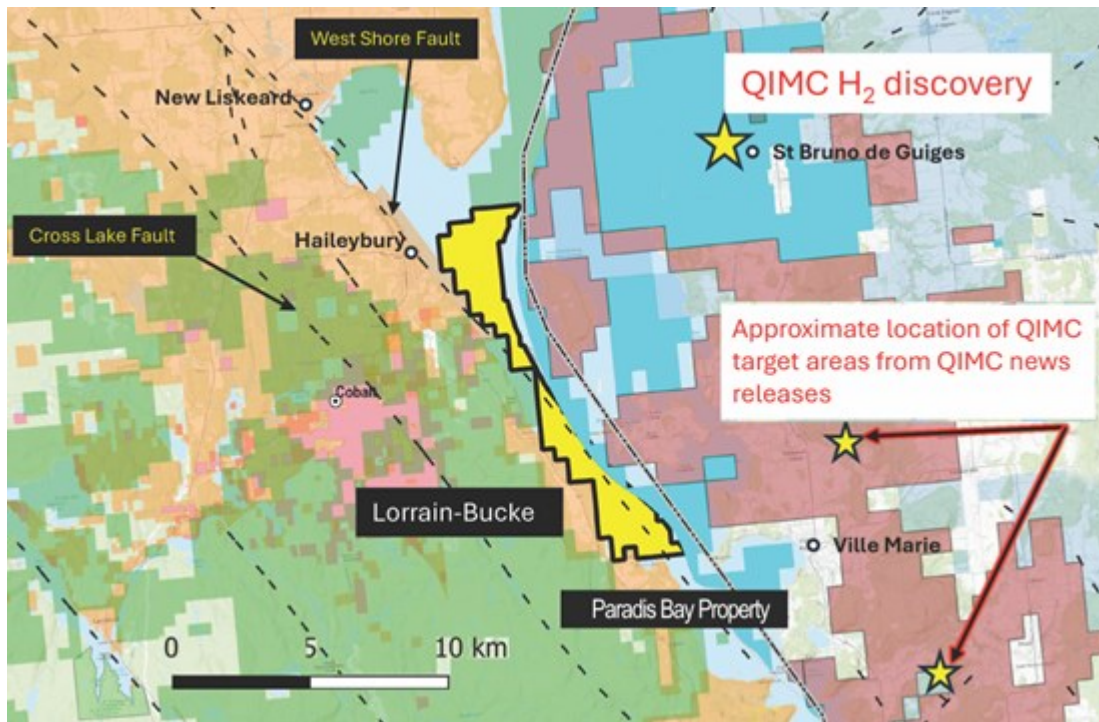 West Shore Fault
New Liskeard
QIMC H₂ discovery
St Bruno de Guiges
Cross Lake Fault
Haileybury
Approximate location of QIMC
target areas from QIMC news
releases
Cobalt
Lorrain-Bucke
Ville Marie
Paradis Bay Property
0 5 10 km